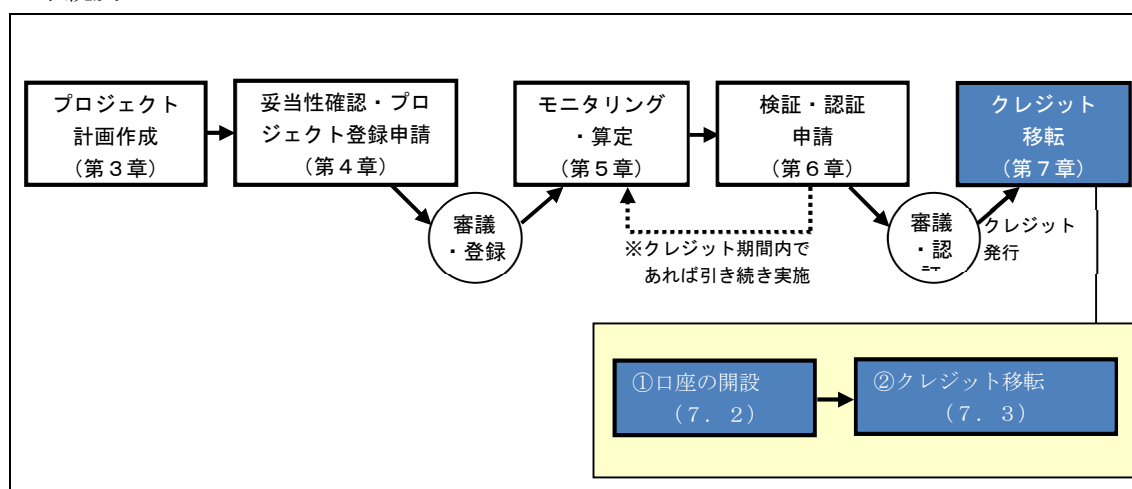 プロジェクト
計画作成
（第３章）
妥当性確認・プロ
ジェクト登録申請
（第４章）
モニタリング
・算定
（第５章）
検証・認証
申請
（第６章）
クレジット
移転
（第７章）
審議
・登録
※クレジット期間内で
あれば引き続き実施
審議
・認
クレジット
発行
①口座の開設
（７．２）
②クレジット移転
（７．３）